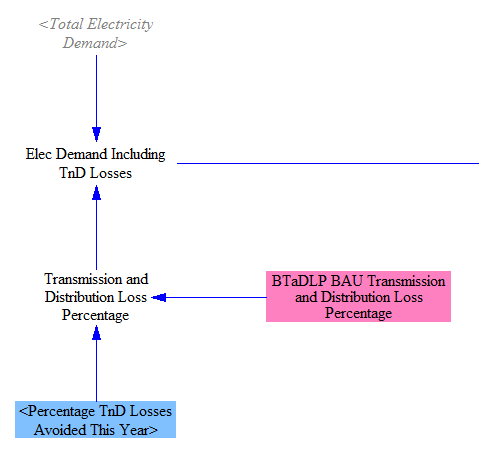 <Total Electricity
Demand>
Elec Demand Including
TnD Losses
Transmission and
Distribution Loss
Percentage
BTaDLP BAU Transmission
and Distribution Loss
Percentage
<Percentage TnD Losses
Avoided This Year>